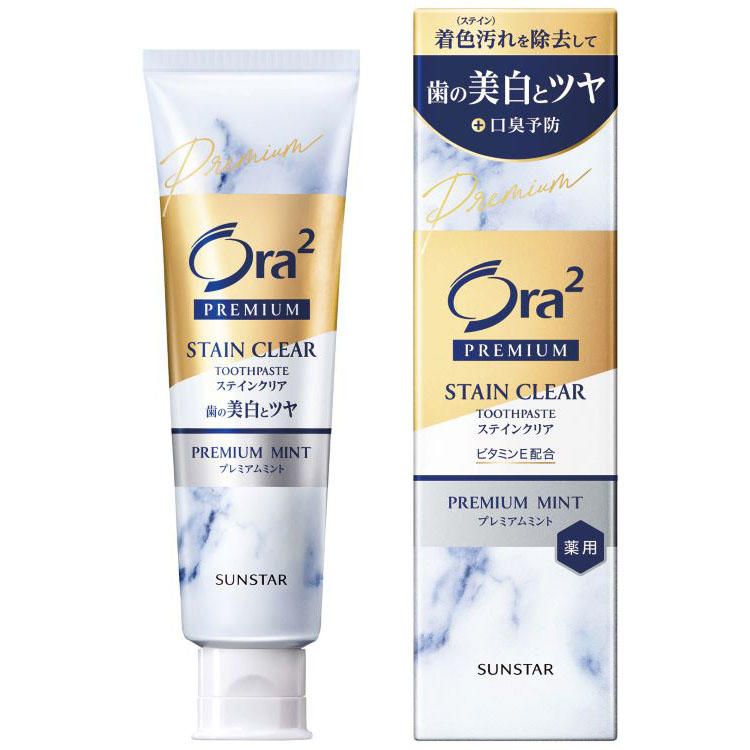 Premium
Ora²
PREMIUM
STAIN CLEAR
TOOTHPASTE
ステインクリア
歯の美白とツヤ
PREMIUM MINT
プレミアムミント
SUNSTAR
(ステイン)
着色汚れを除去して
歯の美白とツヤ
+口臭予防
Premium
Ora²
PREMIUM
STAIN CLEAR
TOOTHPASTE
ステインクリア
ビタミンE配合
PREMIUM MINT
プレミアムミント
薬用
SUNSTAR